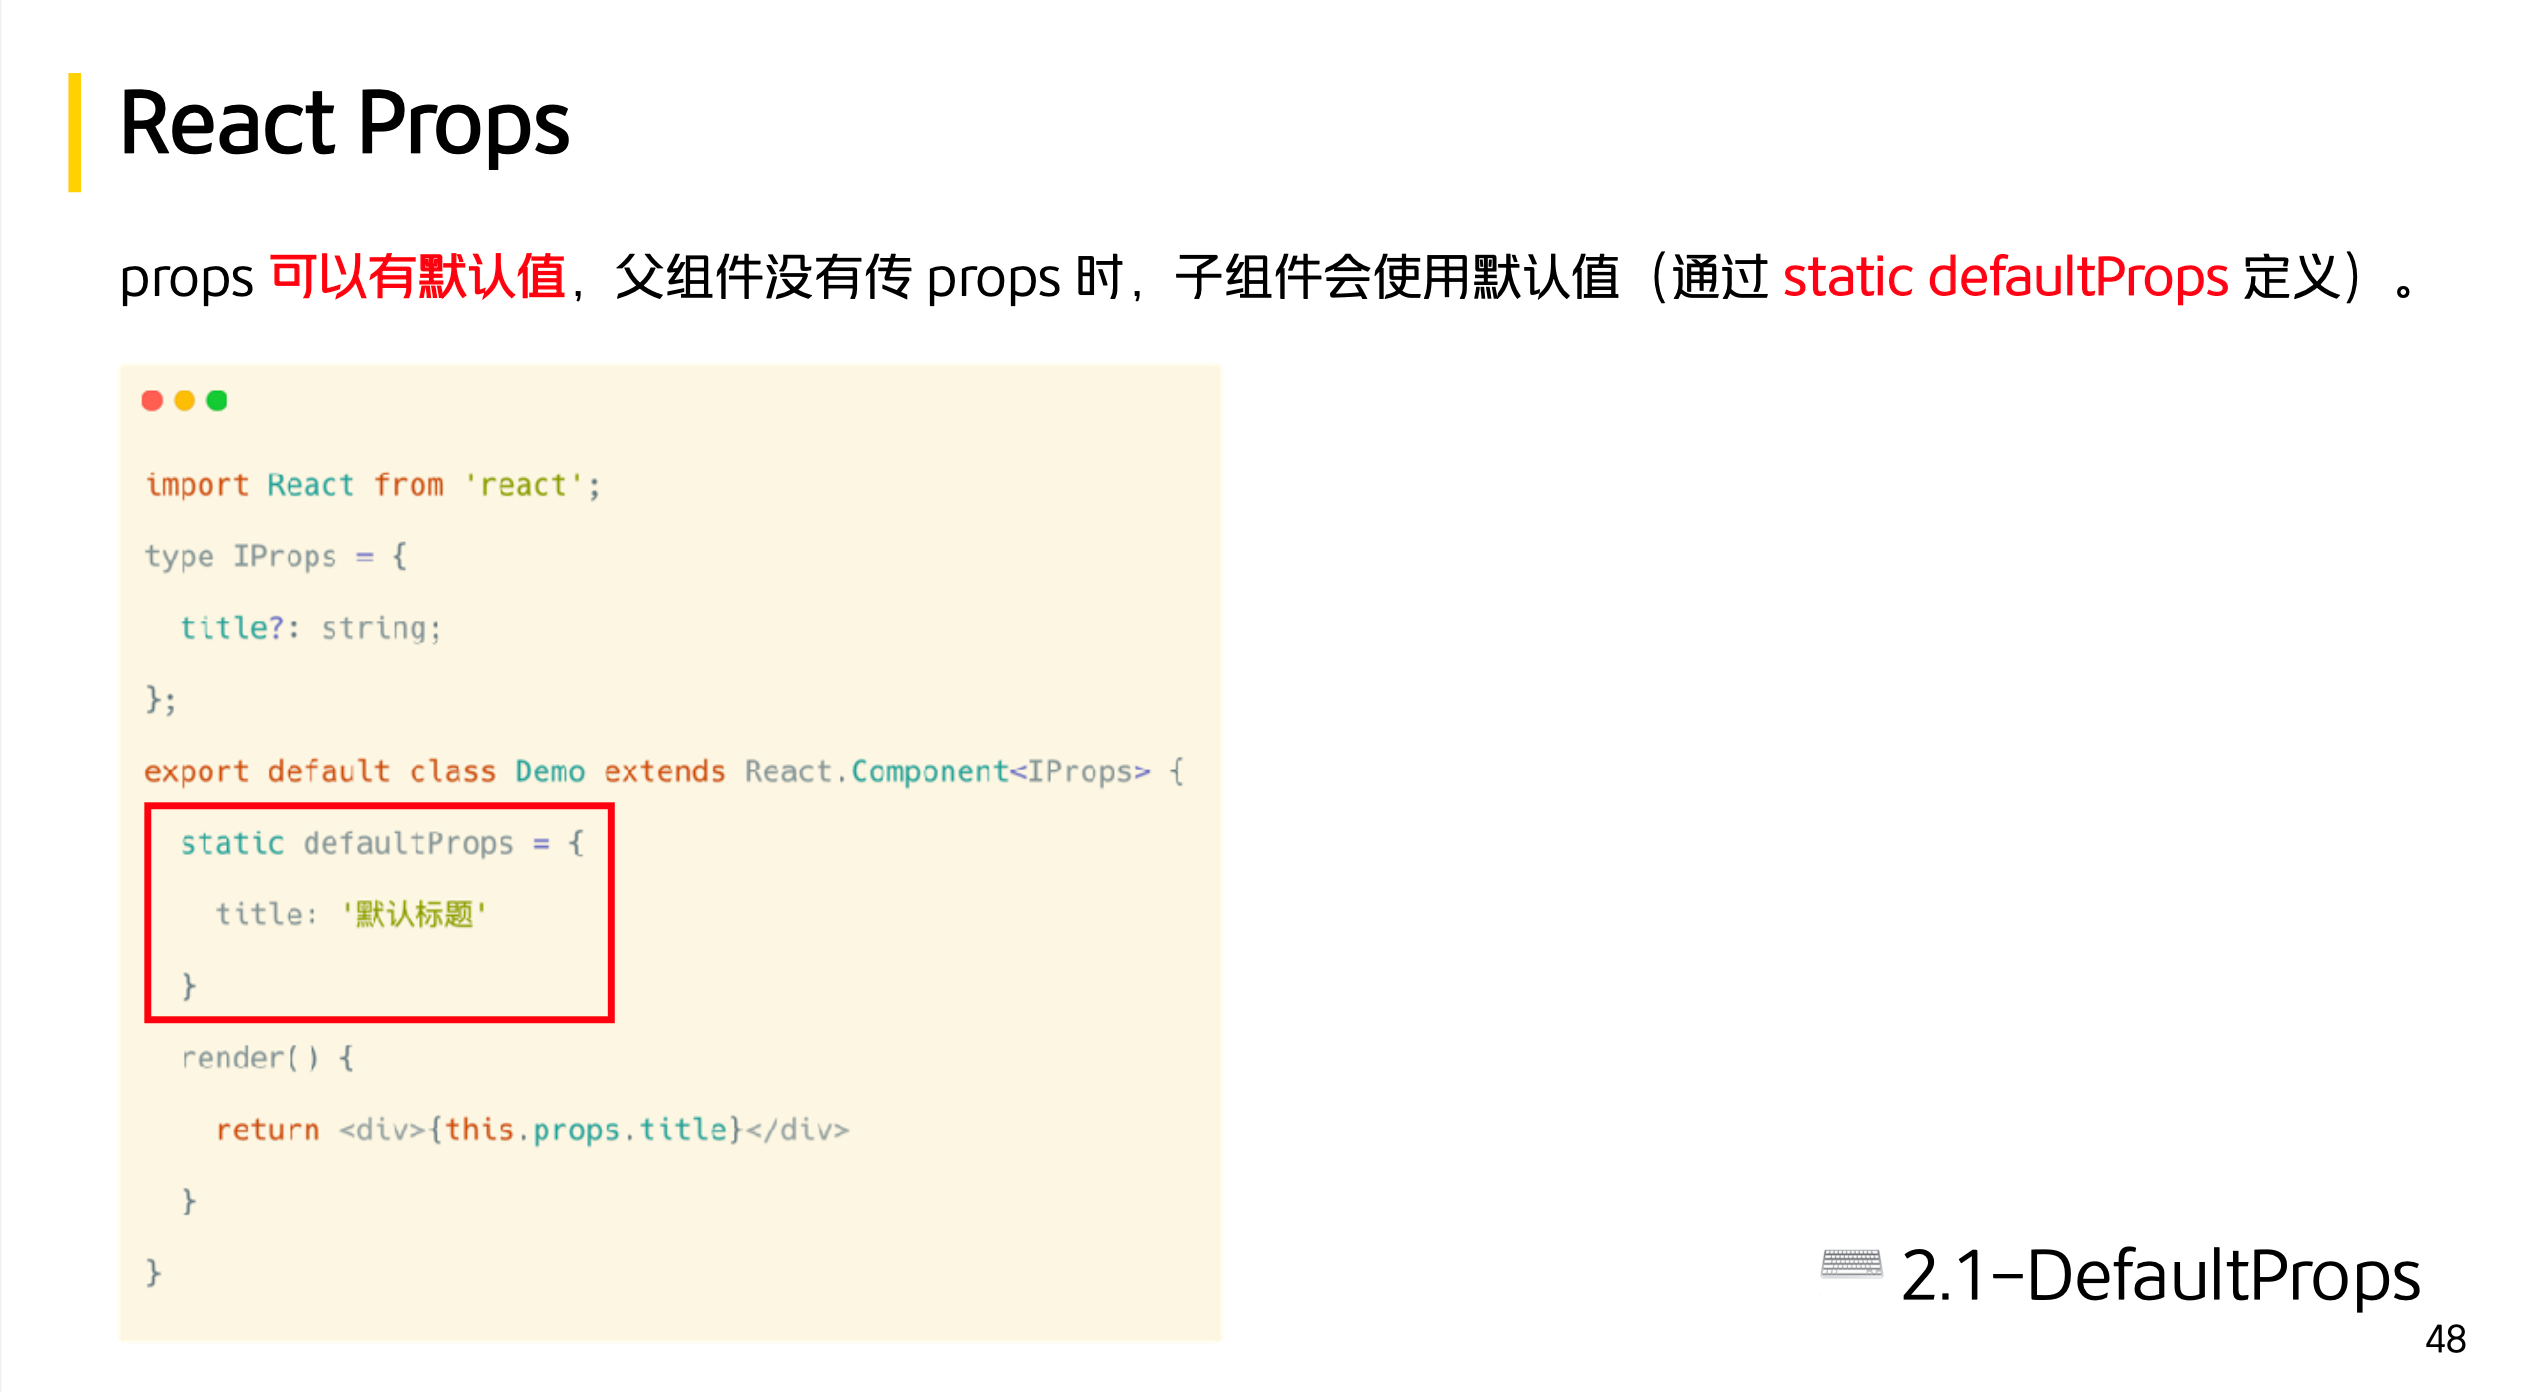 React Props
props 可以有默认值，父组件没有传 props 时，子组件会使用默认值（通过 static defaultProps 定义）。
import React from 'react';
type IProps = {
  title?: string;
};
export default class Demo extends React.Component<IProps> {
  static defaultProps = {
    title: '默认标题'
  }
  render() {
    return <div>{this.props.title}</div>
  }
}
⌨️ 2.1-DefaultProps
48